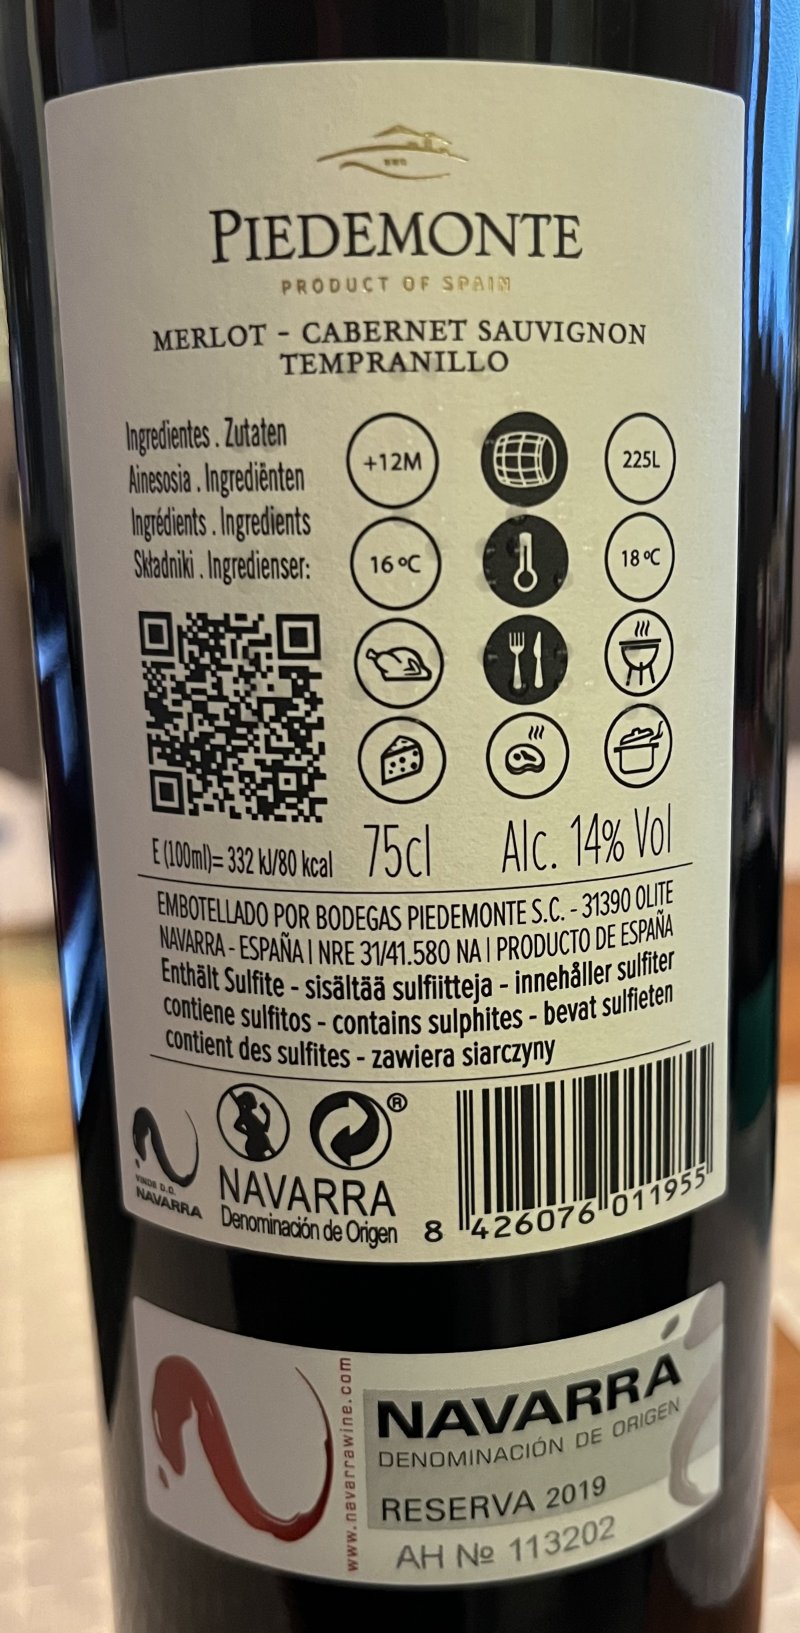 PIEDEMONTE
PRODUCT OF SPAIN
MERLOT - CABERNET SAUVIGNON
TEMPRANILLO
Ingredientes . Zutaten
Ainesosia . Ingrediënten
Ingrédients . Ingredients
Składniki . Ingredienser:
+12M
225L
16 ºC
18 ºC
E (100ml)= 332 kJ/80 kcal
75cl
Alc. 14% Vol
EMBOTELLADO POR BODEGAS PIEDEMONTE S.C. - 31390 OLITE
NAVARRA - ESPAÑA | NRE 31/41.580 NA | PRODUCTO DE ESPAÑA
Enthält Sulfite - sisältää sulfiitteja - innehåller sulfiter
contiene sulfitos - contains sulphites - bevat sulfieten
contient des sulfites - zawiera siarczyny
VINOS D.O.
NAVARRA
®
NAVARRA
Denominación de Origen
8 426076 011955
www.navarrawine.com
NAVARRA
DENOMINACIÓN DE ORIGEN
RESERVA 2019
AH Nº 113202